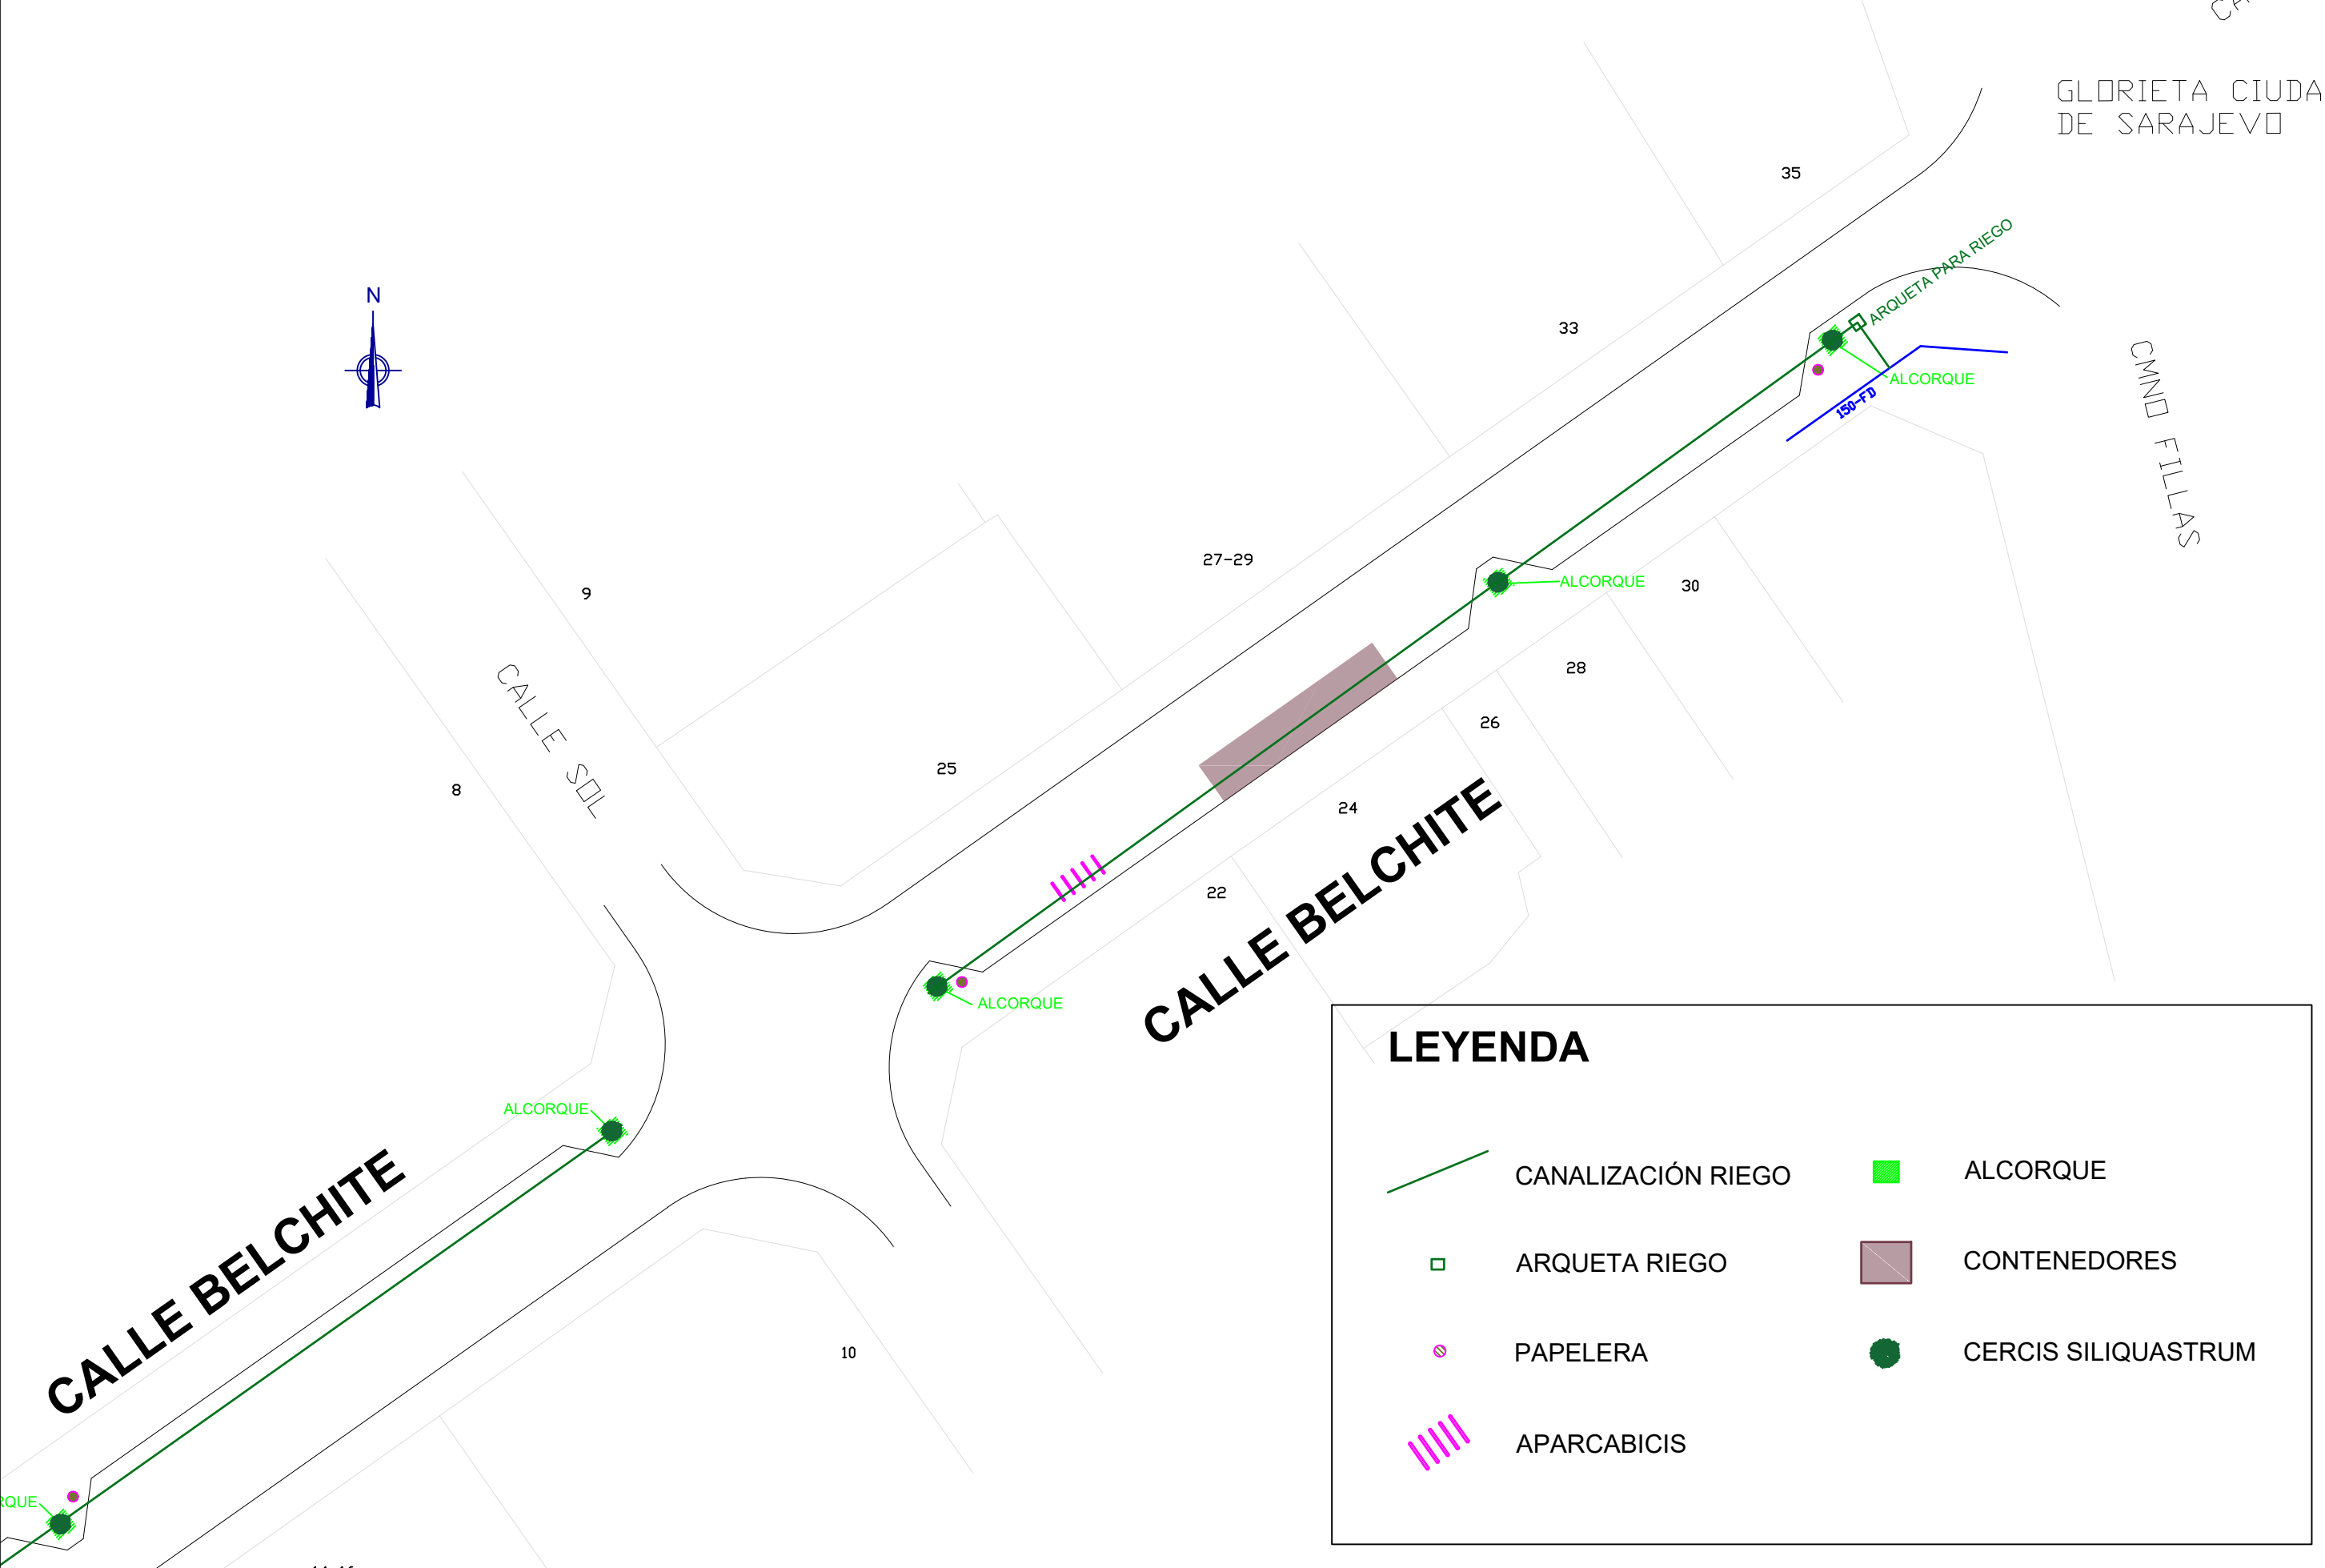 GLORIETA CIUDA
DE SARAJEVO
35
ARQUETA PARA RIEGO
N
33
CMNO FILLAS
ALCORQUE
150-FD
27-29
ALCORQUE
30
9
28
CALLE SOL
26
25
8
24
CALLE BELCHITE
22
ALCORQUE
LEYENDA
ALCORQUE
CANALIZACIÓN RIEGO
ALCORQUE
ARQUETA RIEGO
CONTENEDORES
CALLE BELCHITE
10
PAPELERA
CERCIS SILIQUASTRUM
APARCABICIS
RQUE